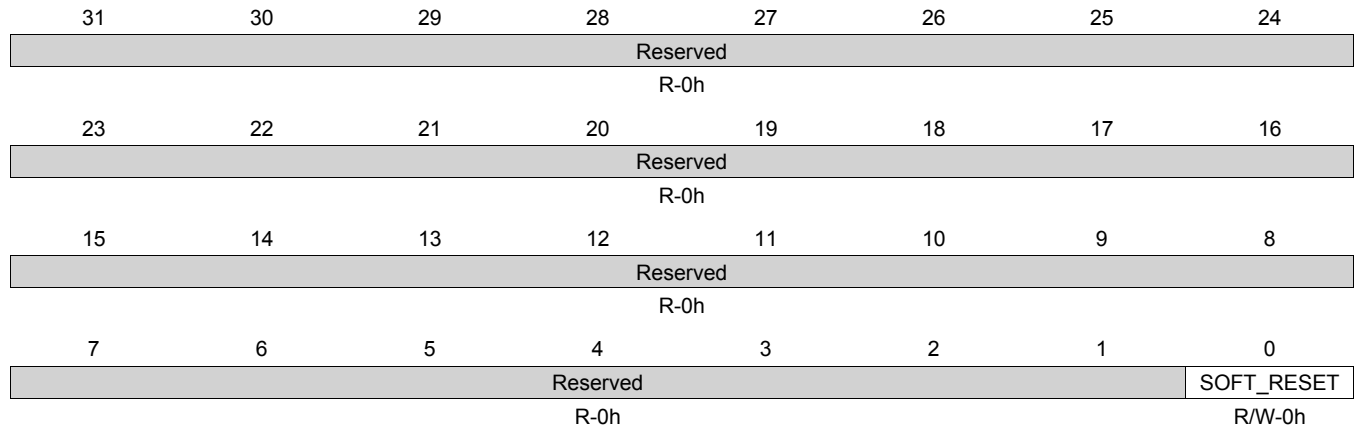 31 30 29 28 27 26 25 24
Reserved
R-0h
23 22 21 20 19 18 17 16
Reserved
R-0h
15 14 13 12 11 10 9 8
Reserved
R-0h
7 6 5 4 3 2 1 0
Reserved SOFT_RESET
R-0h R/W-0h